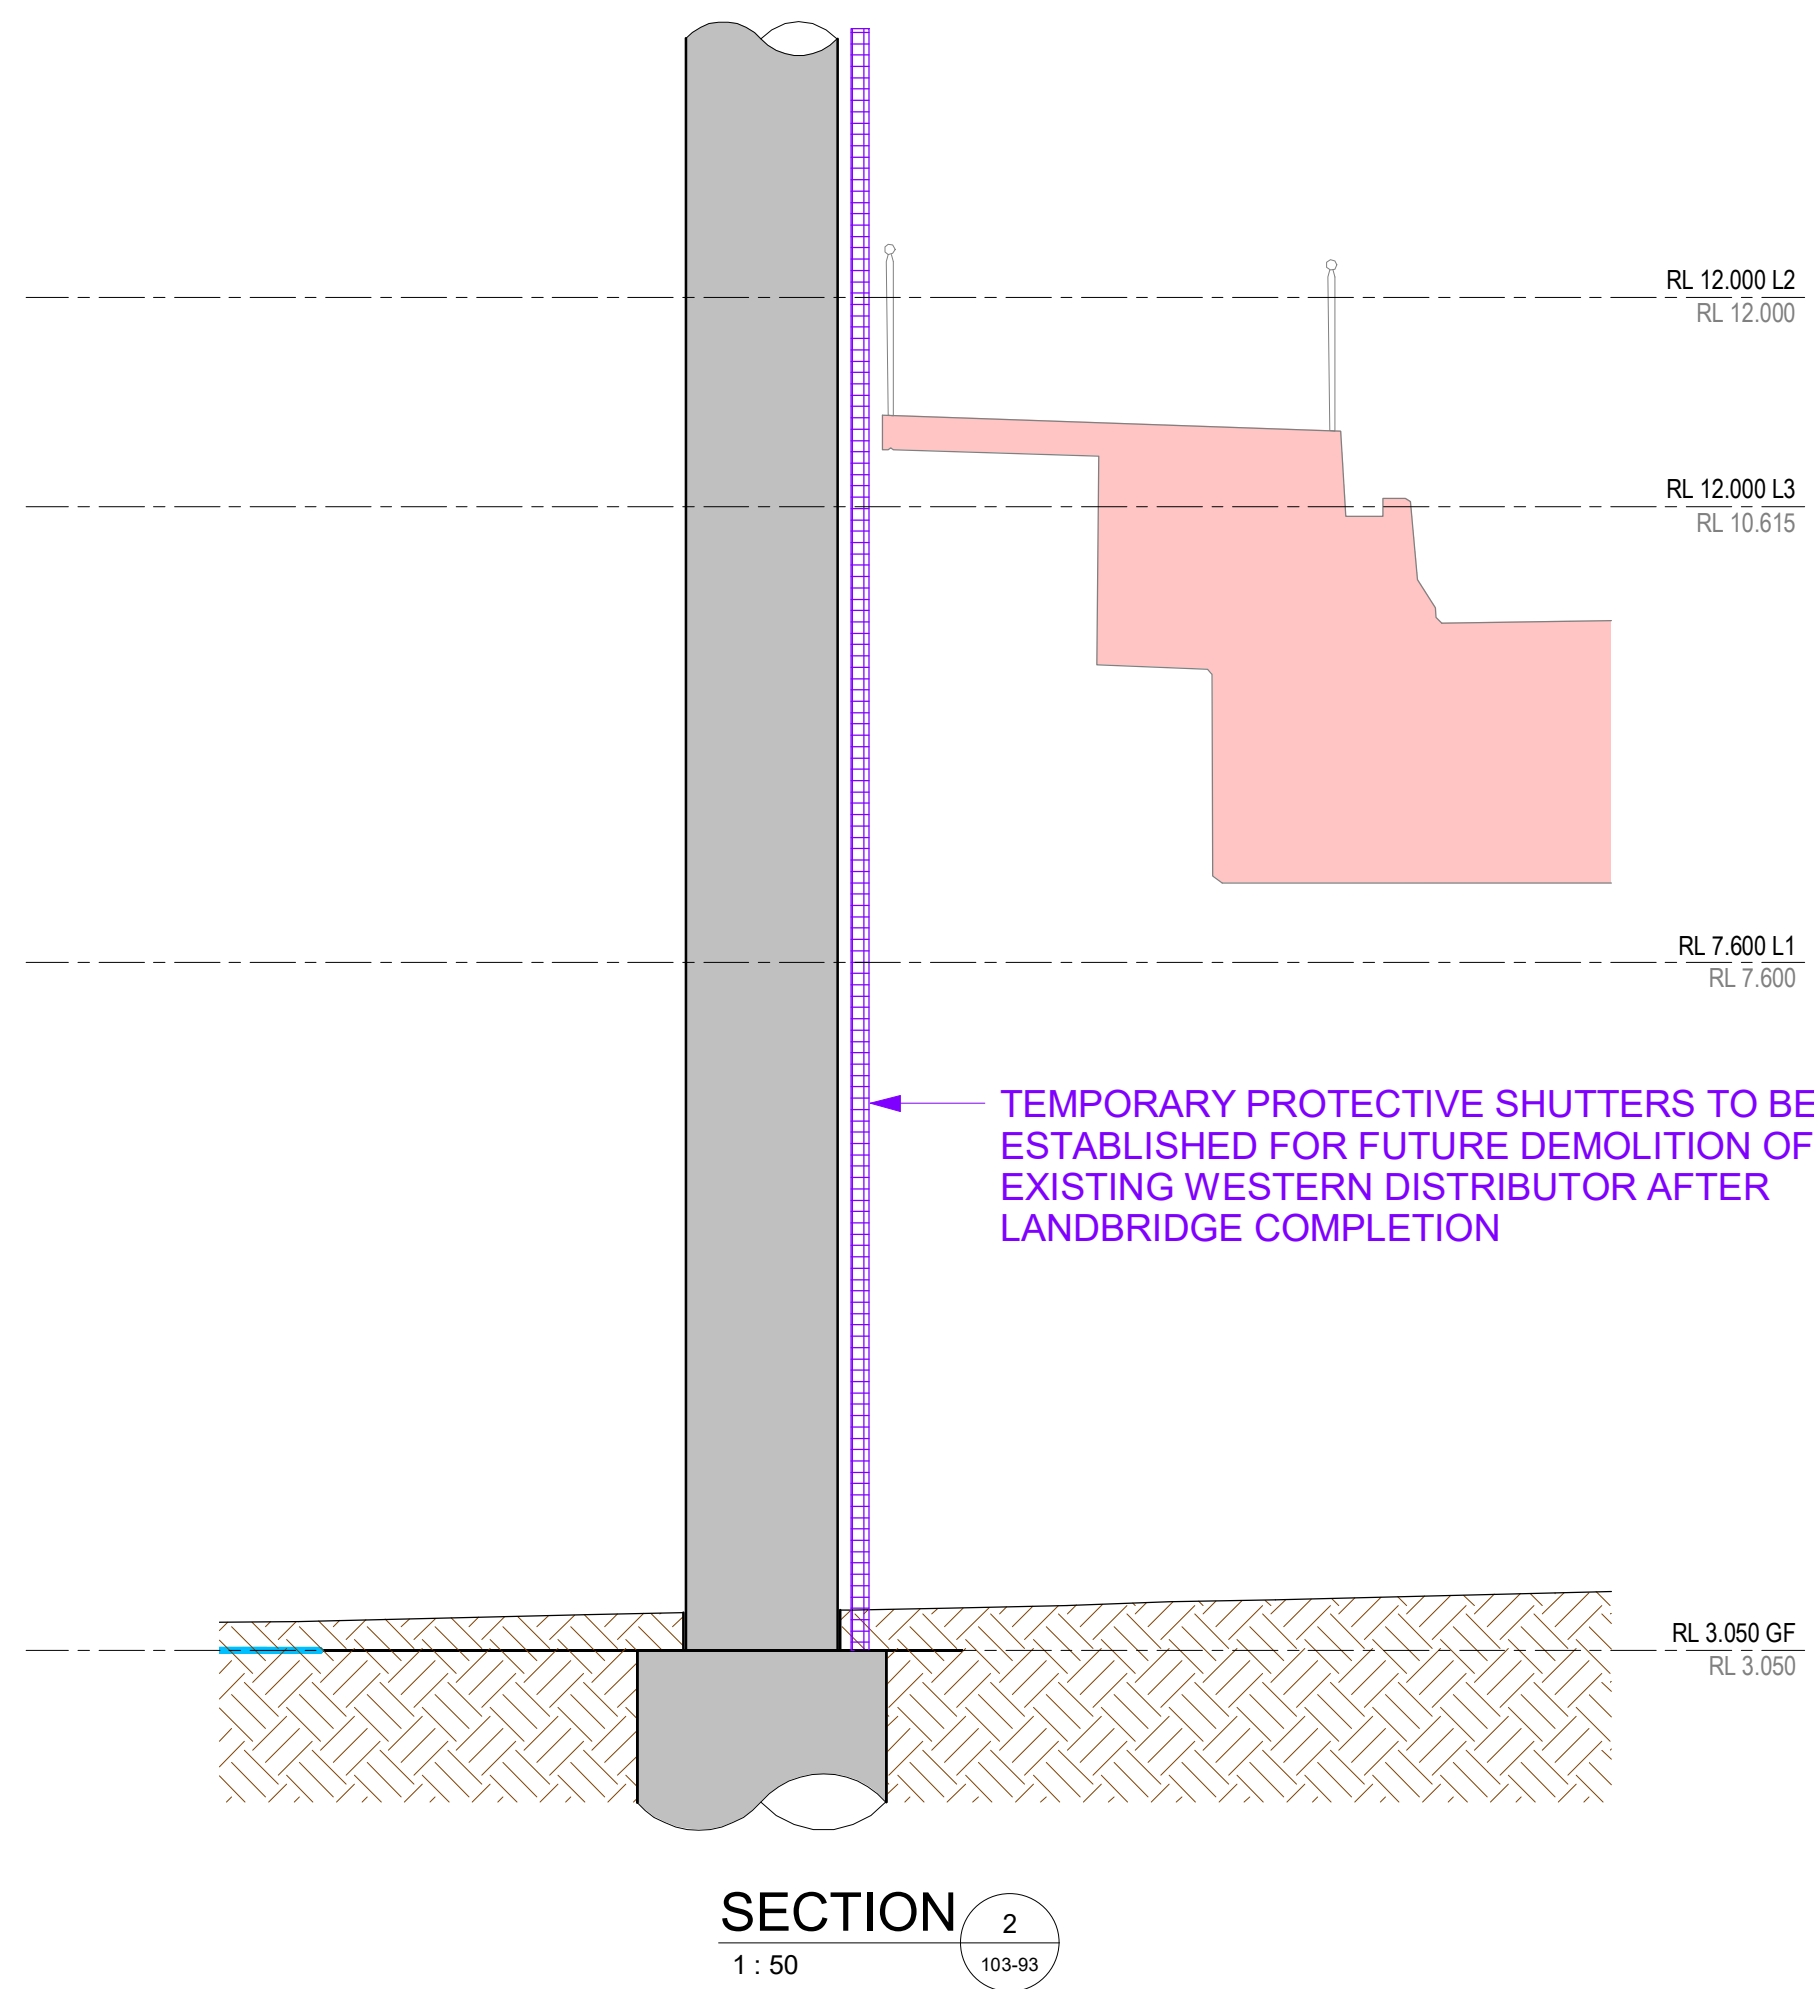 RL 12.000 L2
RL 12.000
RL 12.000 L3
RL 10.615
RL 7.600 L1
RL 7.600
TEMPORARY PROTECTIVE SHUTTERS TO BE
ESTABLISHED FOR FUTURE DEMOLITION OF
EXISTING WESTERN DISTRIBUTOR AFTER
LANDBRIDGE COMPLETION
RL 3.050 GF
RL 3.050
SECTION
2
1 : 50
103-93